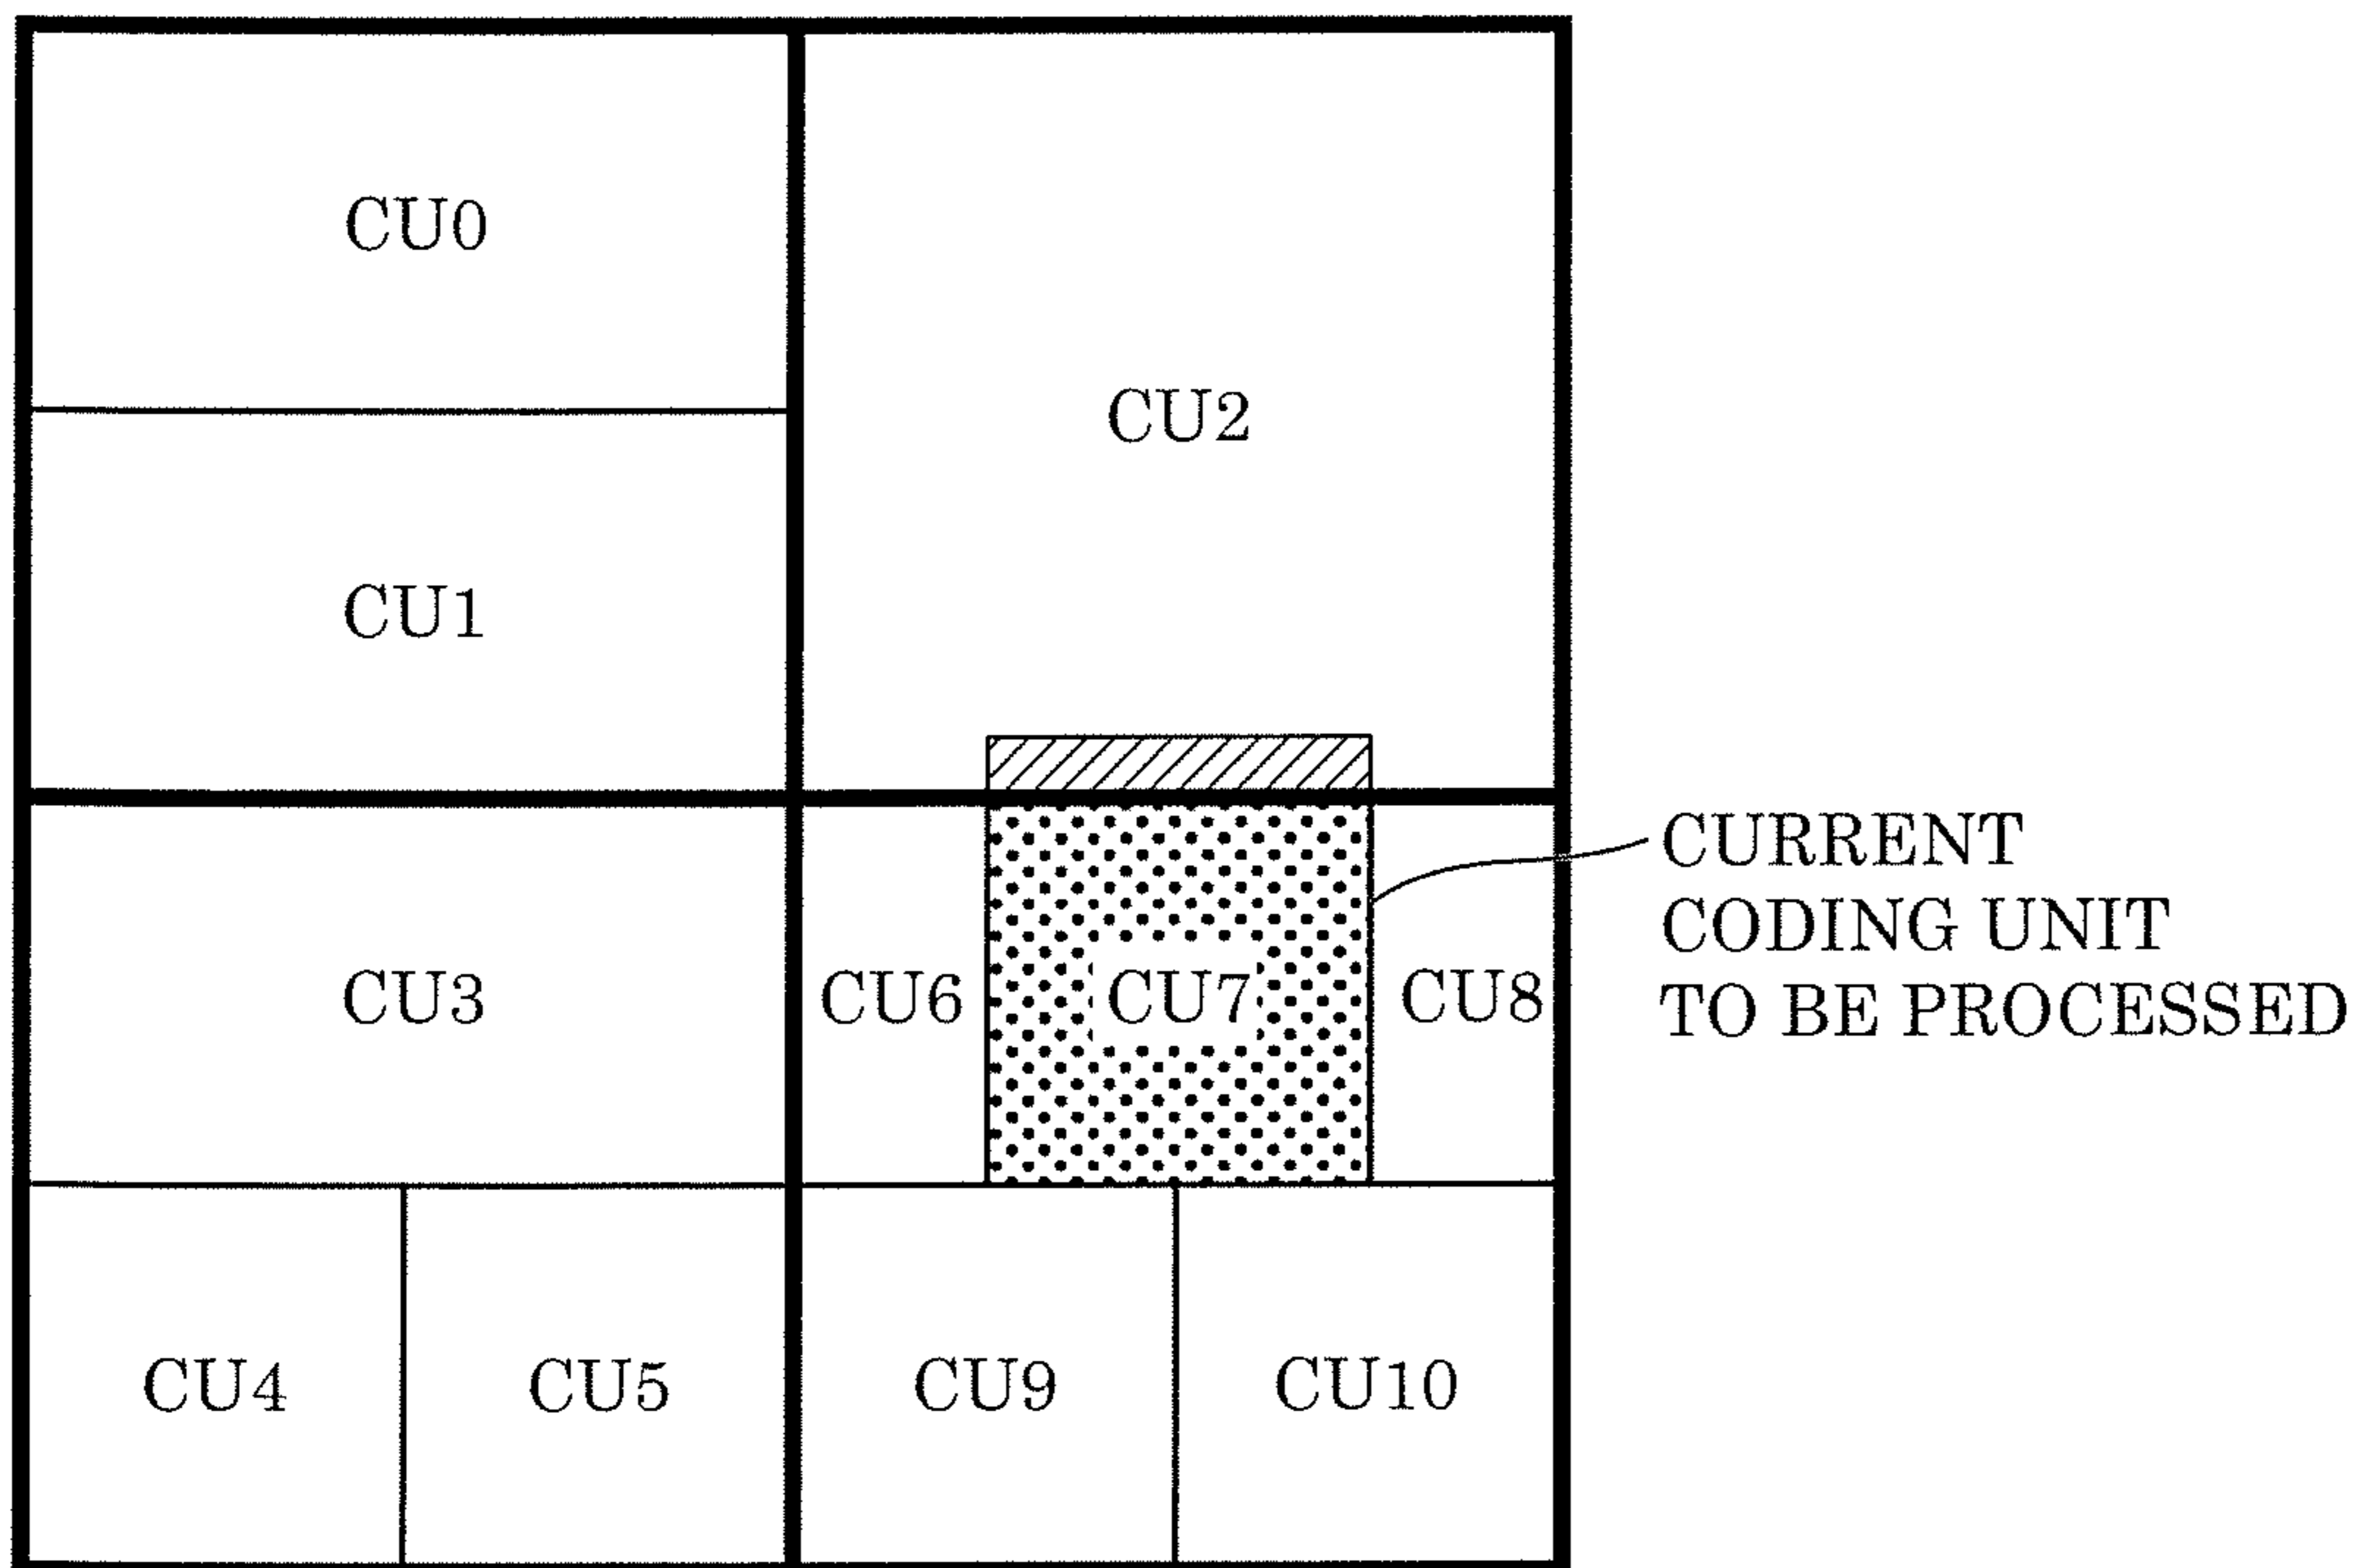 CU0
CU2
CU1
CURRENT
CODING UNIT
TO BE PROCESSED
CU3
CU6
CU7
CU8
CU4
CU5
CU9
CU10